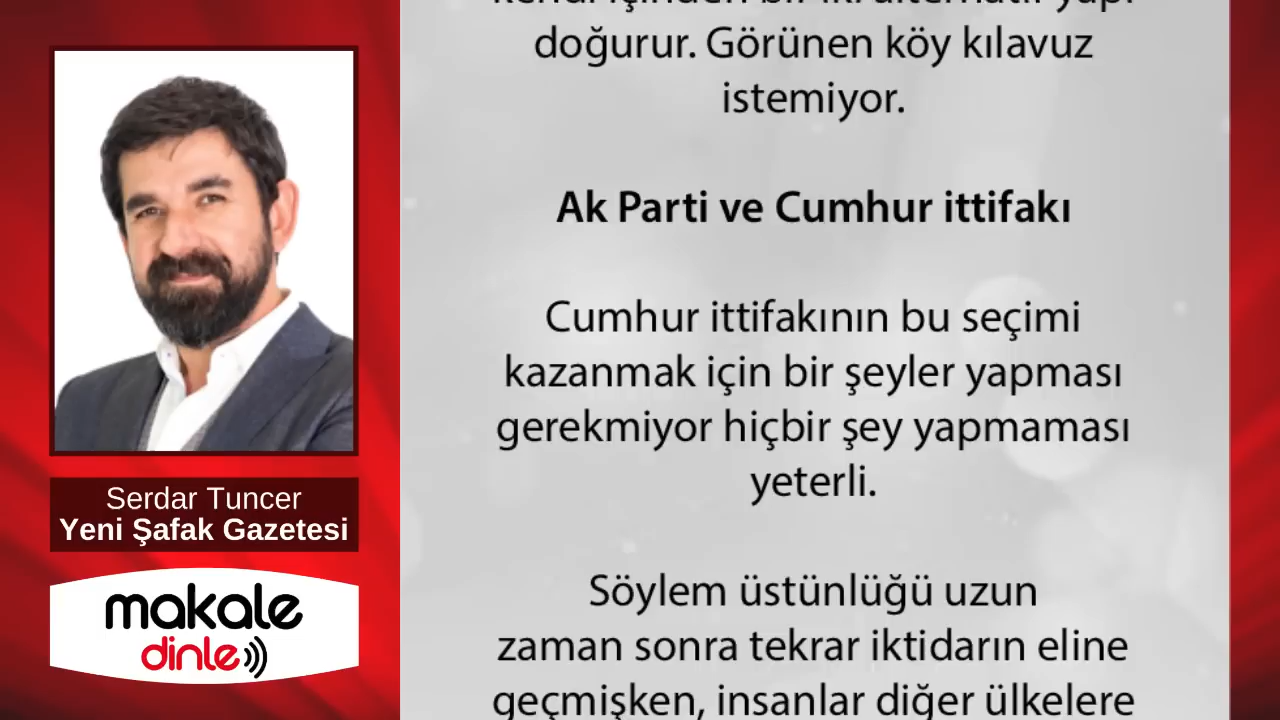 doğurur. Görünen köy kılavuz
istemiyor.
Ak Parti ve Cumhur ittifakı
Cumhur ittifakının bu seçimi
kazanmak için bir şeyler yapması
gerekmiyor hiçbir şey yapmaması
yeterli.
Söylem üstünlüğü uzun
zaman sonra tekrar iktidarın eline
geçmişken, insanlar diğer ülkelere
Serdar Tuncer
Yeni Şafak Gazetesi
makale
dinle